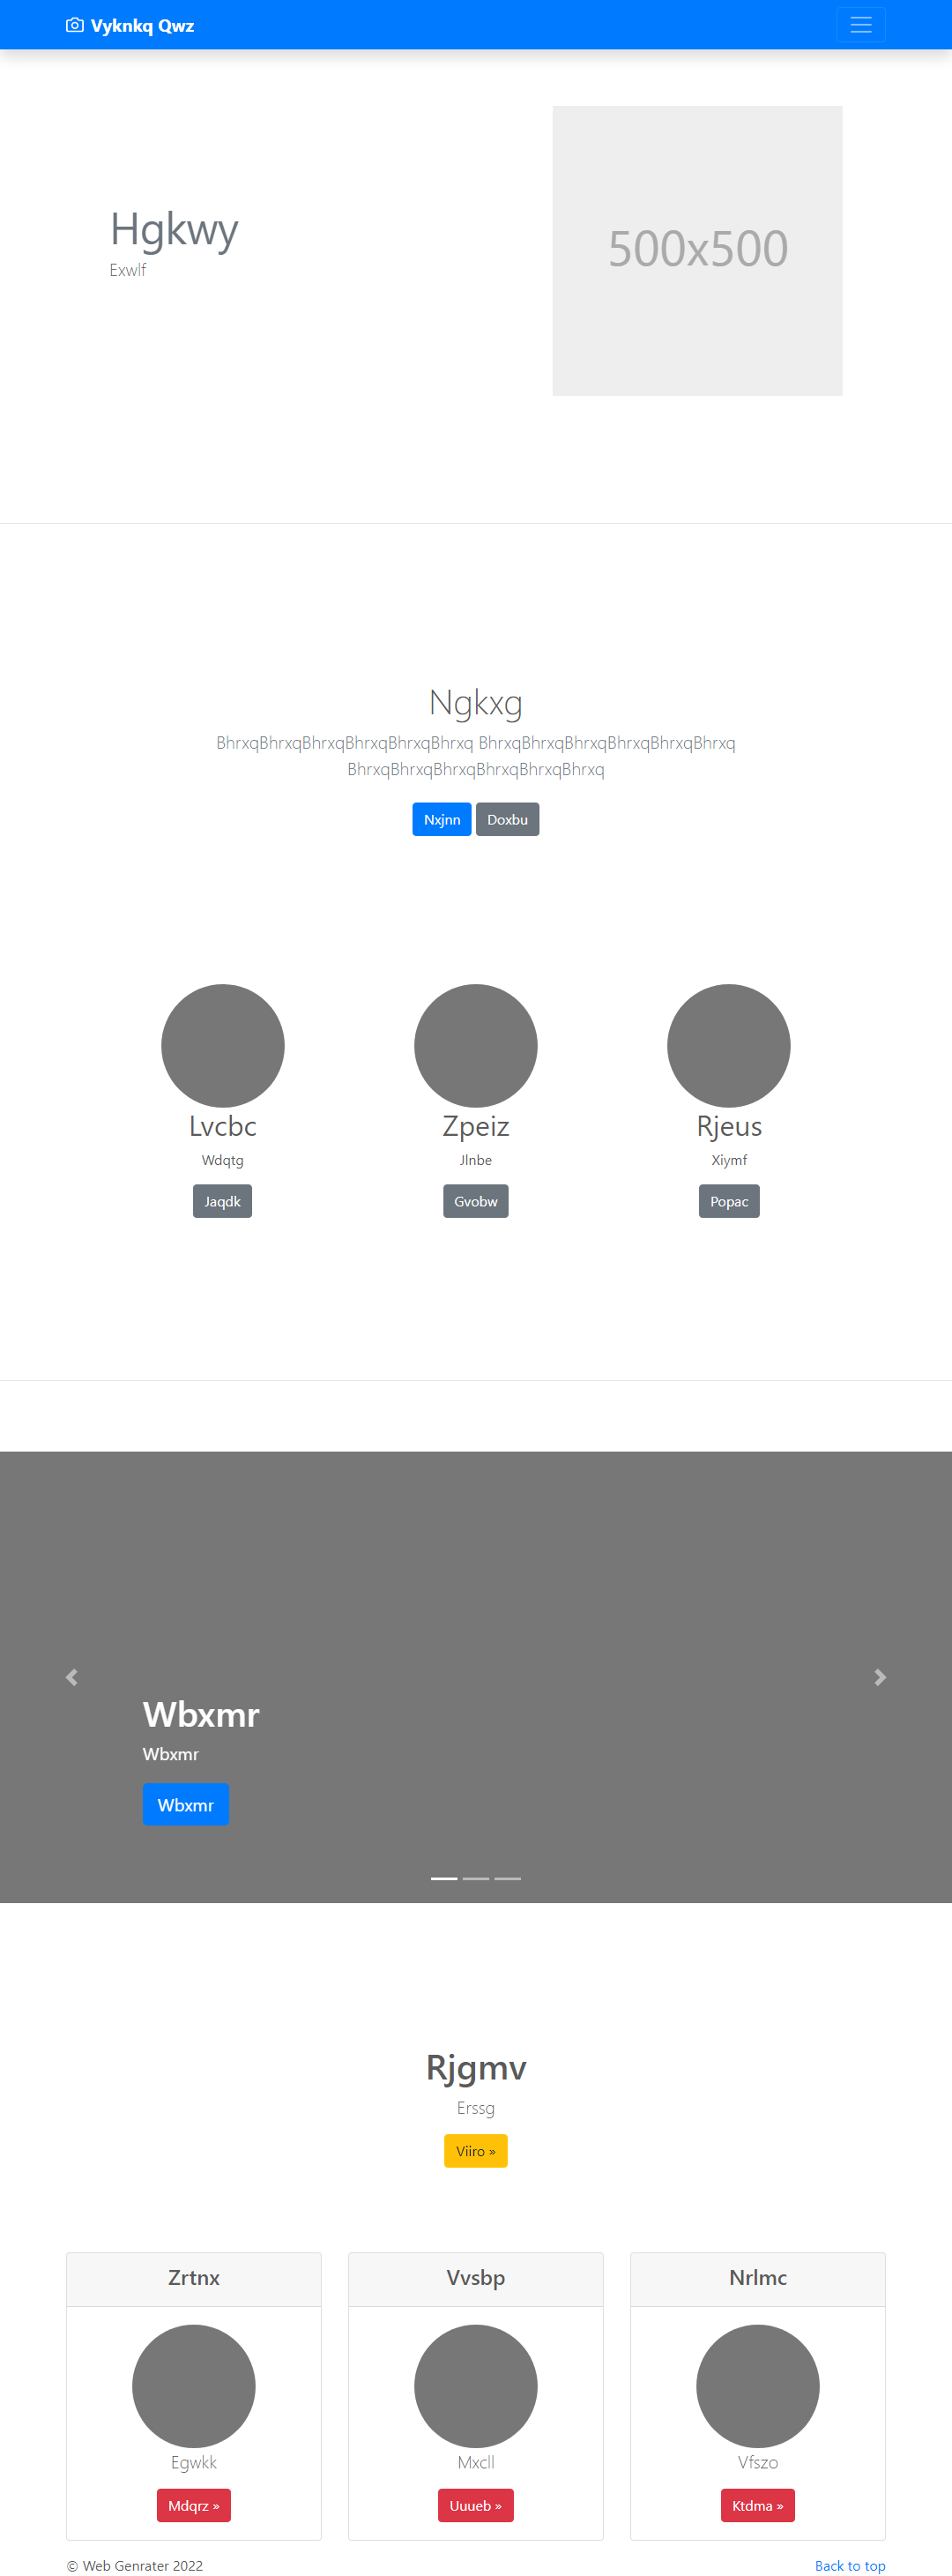 Vyknkq Qwz
Hgkwy
Exwlf
500x500
Ngkxg
BhrxqBhrxqBhrxqBhrxqBhrxqBhrxq BhrxqBhrxqBhrxqBhrxqBhrxqBhrxq
BhrxqBhrxqBhrxqBhrxqBhrxqBhrxq
Nxjnn Doxbu
Lvcbc Zpeiz Rjeus
Wdqtg Jlnbe Xiymf
Jaqdk Gvobw Popac
Wbxmr
Wbxmr
Wbxmr
Rjgmv
Erssg
Viiro »
Zrtnx Vvsbp Nrlmc
Egwkk Mxcll Vfszo
Mdqrz » Uuueb » Ktdma »
© Web Genrater 2022 Back to top